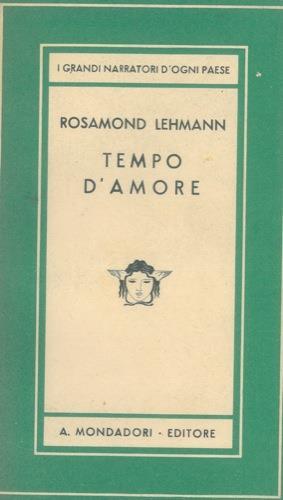 I GRANDI NARRATORI D'OGNI PAESE
ROSAMOND LEHMANN
TEMPO
D'AMORE
A. MONDADORI - EDITORE